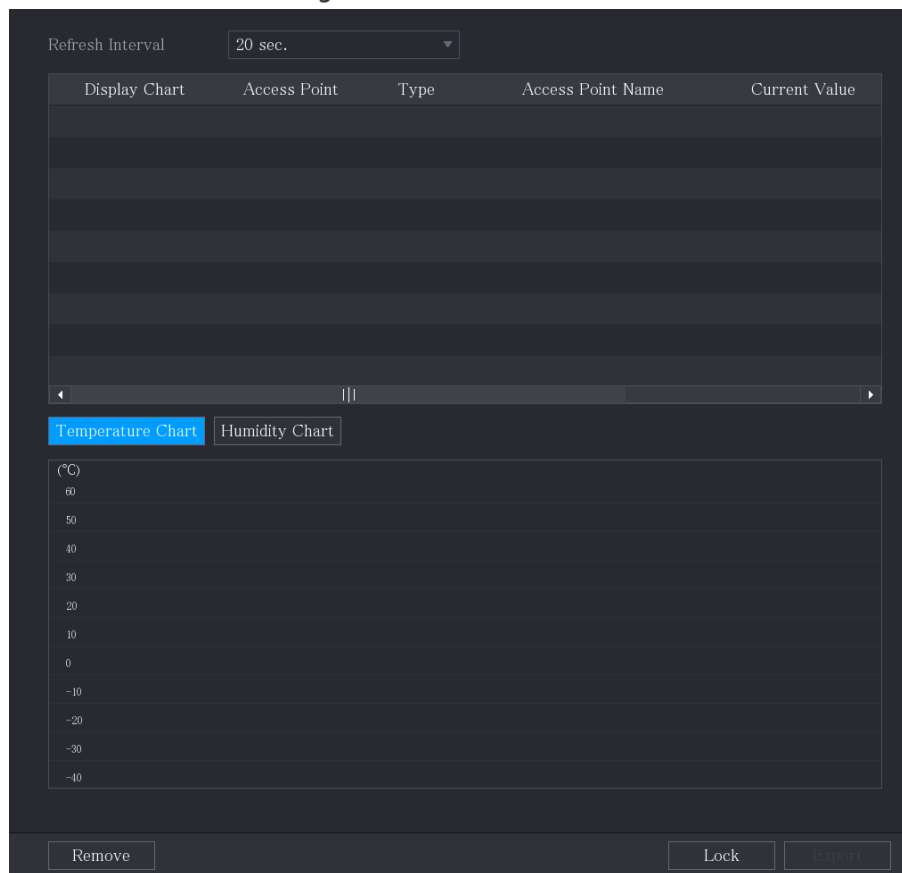 Refresh Interval 20 sec.
Display Chart Access Point Type Access Point Name Current Value
Temperature Chart Humidity Chart
(°C)
60
50
40
30
20
10
0
-10
-20
-30
-40
Remove Lock Export